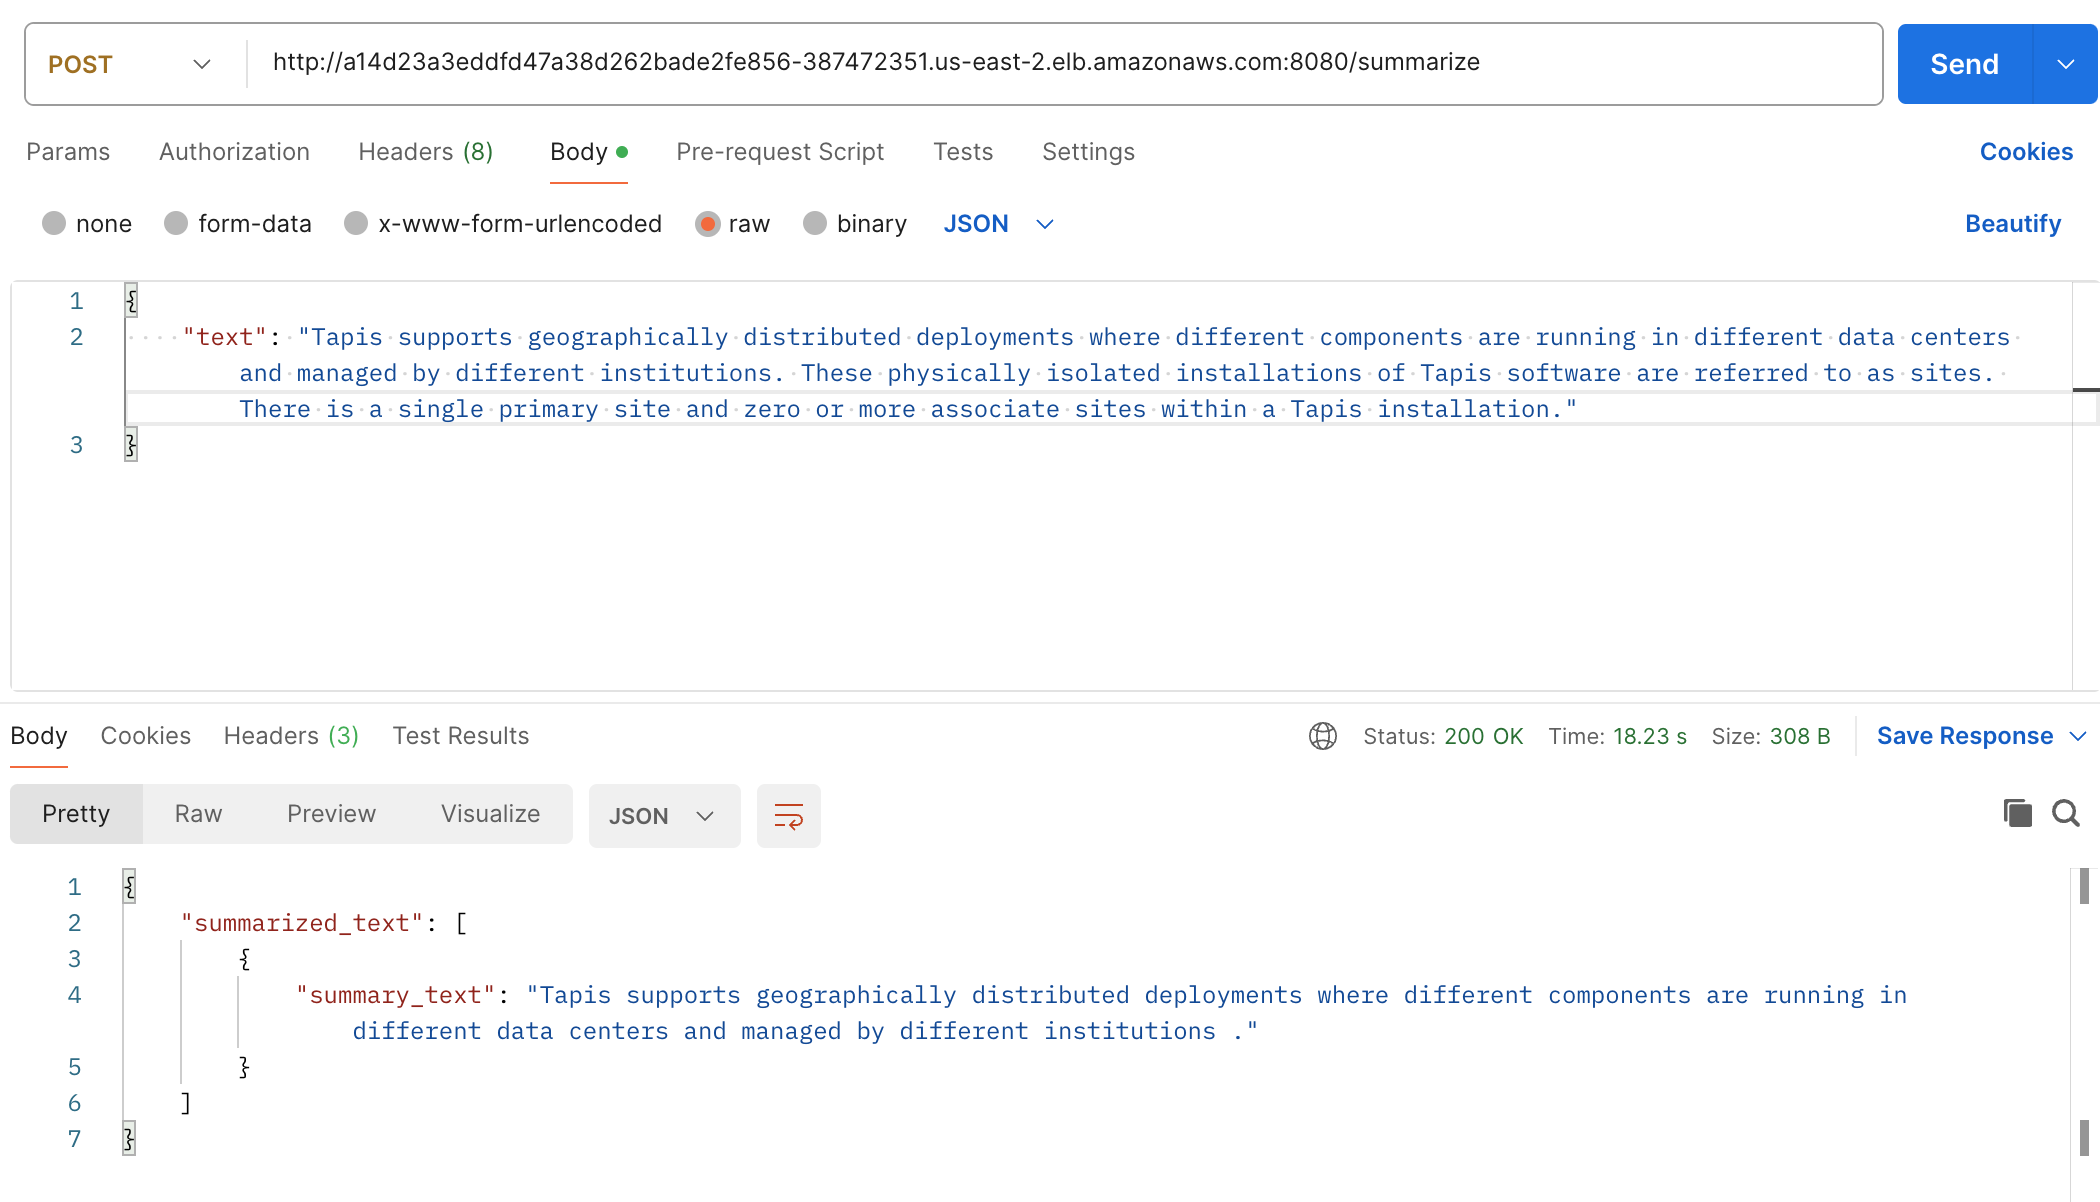 POST http://a14d23a3eddfd47a38d262bade2fe856-387472351.us-east-2.elb.amazonaws.com:8080/summarize Send
Params Authorization Headers (8) Body Pre-request Script Tests Settings Cookies
none form-data x-www-form-urlencoded raw binary JSON Beautify
1 {
2 "text": "Tapis supports geographically distributed deployments where different components are running in different data centers
and managed by different institutions. These physically isolated installations of Tapis software are referred to as sites.
There is a single primary site and zero or more associate sites within a Tapis installation."
3 }
Body Cookies Headers (3) Test Results Status: 200 OK Time: 18.23 s Size: 308 B Save Response
Pretty Raw Preview Visualize JSON
1 {
2 "summarized_text": [
3 {
4 "summary_text": "Tapis supports geographically distributed deployments where different components are running in
different data centers and managed by different institutions ."
5 }
6 ]
7 }